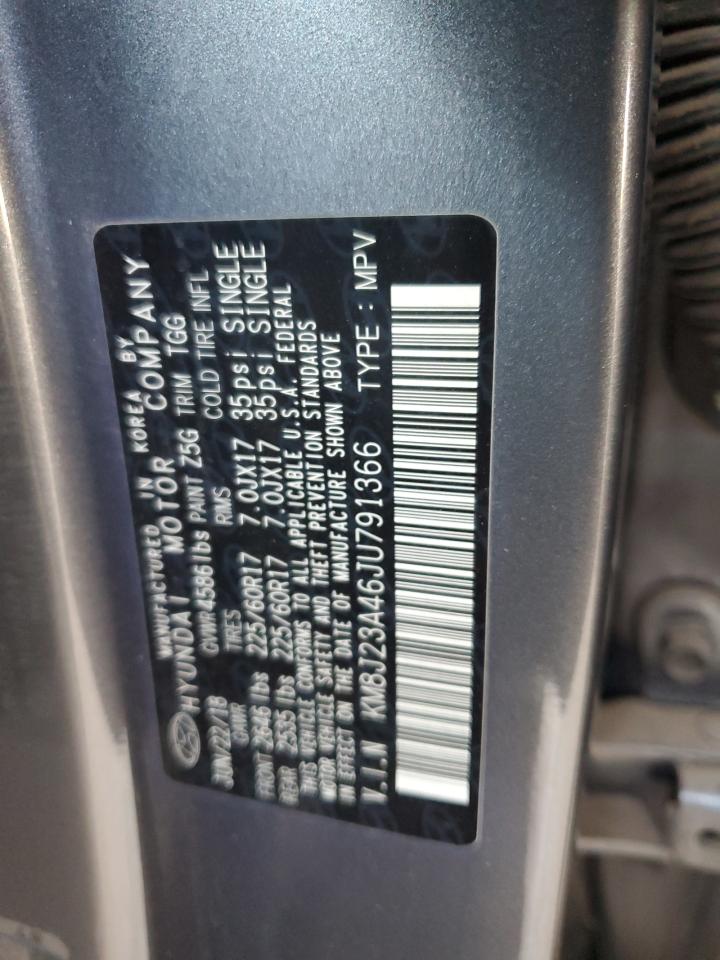 MANUFACTURED IN KOREA BY
HYUNDAI MOTOR COMPANY
JUN/22/18 GVWR 4586 lbs PAINT Z5G TRIM TGG
GAWR TIRES RIMS COLD TIRE INFL
FRONT 2646 lbs 225/60R17 7.0JX17 35psi SINGLE
REAR 2535 lbs 225/60R17 7.0JX17 35psi SINGLE
THIS VEHICLE CONFORMS TO ALL APPLICABLE U.S.A. FEDERAL
MOTOR VEHICLE SAFETY AND THEFT PREVENTION STANDARDS
IN EFFECT ON THE DATE OF MANUFACTURE SHOWN ABOVE
V.I.N KM8J23A46JU791366 TYPE : MPV